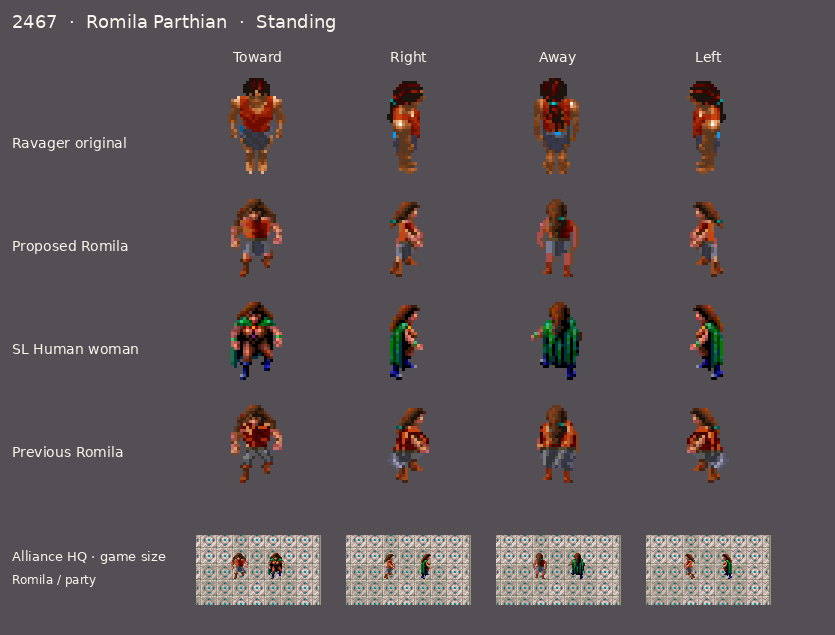 2467 · Romila Parthian · Standing
Toward Right Away Left
Ravager original
Proposed Romila
SL Human woman
Previous Romila
Alliance HQ · game size
Romila / party